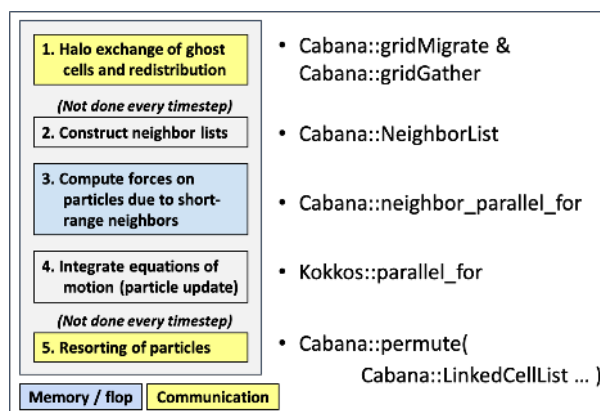 1. Halo exchange of ghost
cells and redistribution
(Not done every timestep)
2. Construct neighbor lists
3. Compute forces on
particles due to short-
range neighbors
4. Integrate equations of
motion (particle update)
(Not done every timestep)
5. Resorting of particles
Memory / flop
Communication
• Cabana::gridMigrate &
Cabana::gridGather
• Cabana::NeighborList
• Cabana::neighbor_parallel_for
• Kokkos::parallel_for
• Cabana::permute(
Cabana::LinkedCellList ... )